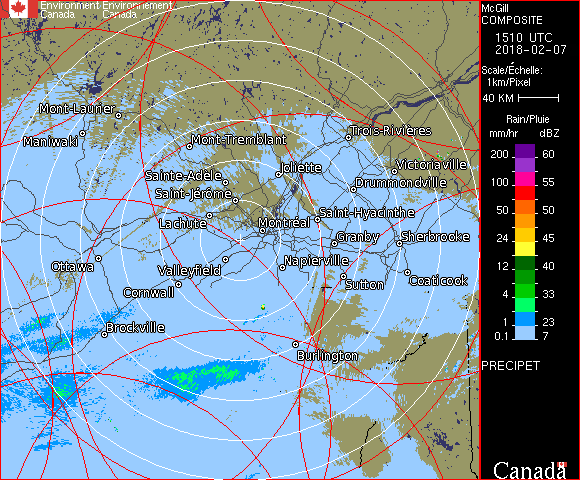 Environment Environnement
Canada Canada
McGill
COMPOSITE
1510 UTC
2018-02-07
Scale/Échelle:
1km/Pixel
40 KM
Rain/Pluie
mm/hr dBZ
200 60
100 55
50 50
24 45
12 40
4 33
1 23
0.1 7
PRECIPET
Canada
Mont-Laurier
Maniwaki
Mont-Tremblant
Trois-Rivières
Sainte-Adèle
Joliette
Victoriaville
Saint-Jérôme
Drummondville
Lachute
Montréal
Saint-Hyacinthe
Granby
Sherbrooke
Ottawa
Valleyfield
Napierville
Cornwall
Sutton
Coaticook
Brockville
Burlington